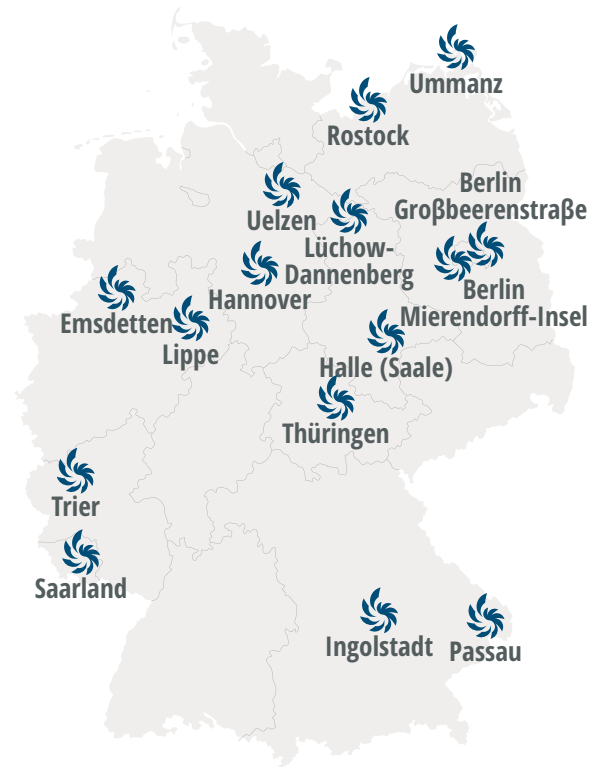 Ummanz
Rostock
Berlin
Großbeerenstraße
Uelzen
Lüchow-
Dannenberg
Hannover
Berlin
Mierendorff-Insel
Emsdetten
Lippe
Halle (Saale)
Thüringen
Trier
Saarland
Ingolstadt
Passau